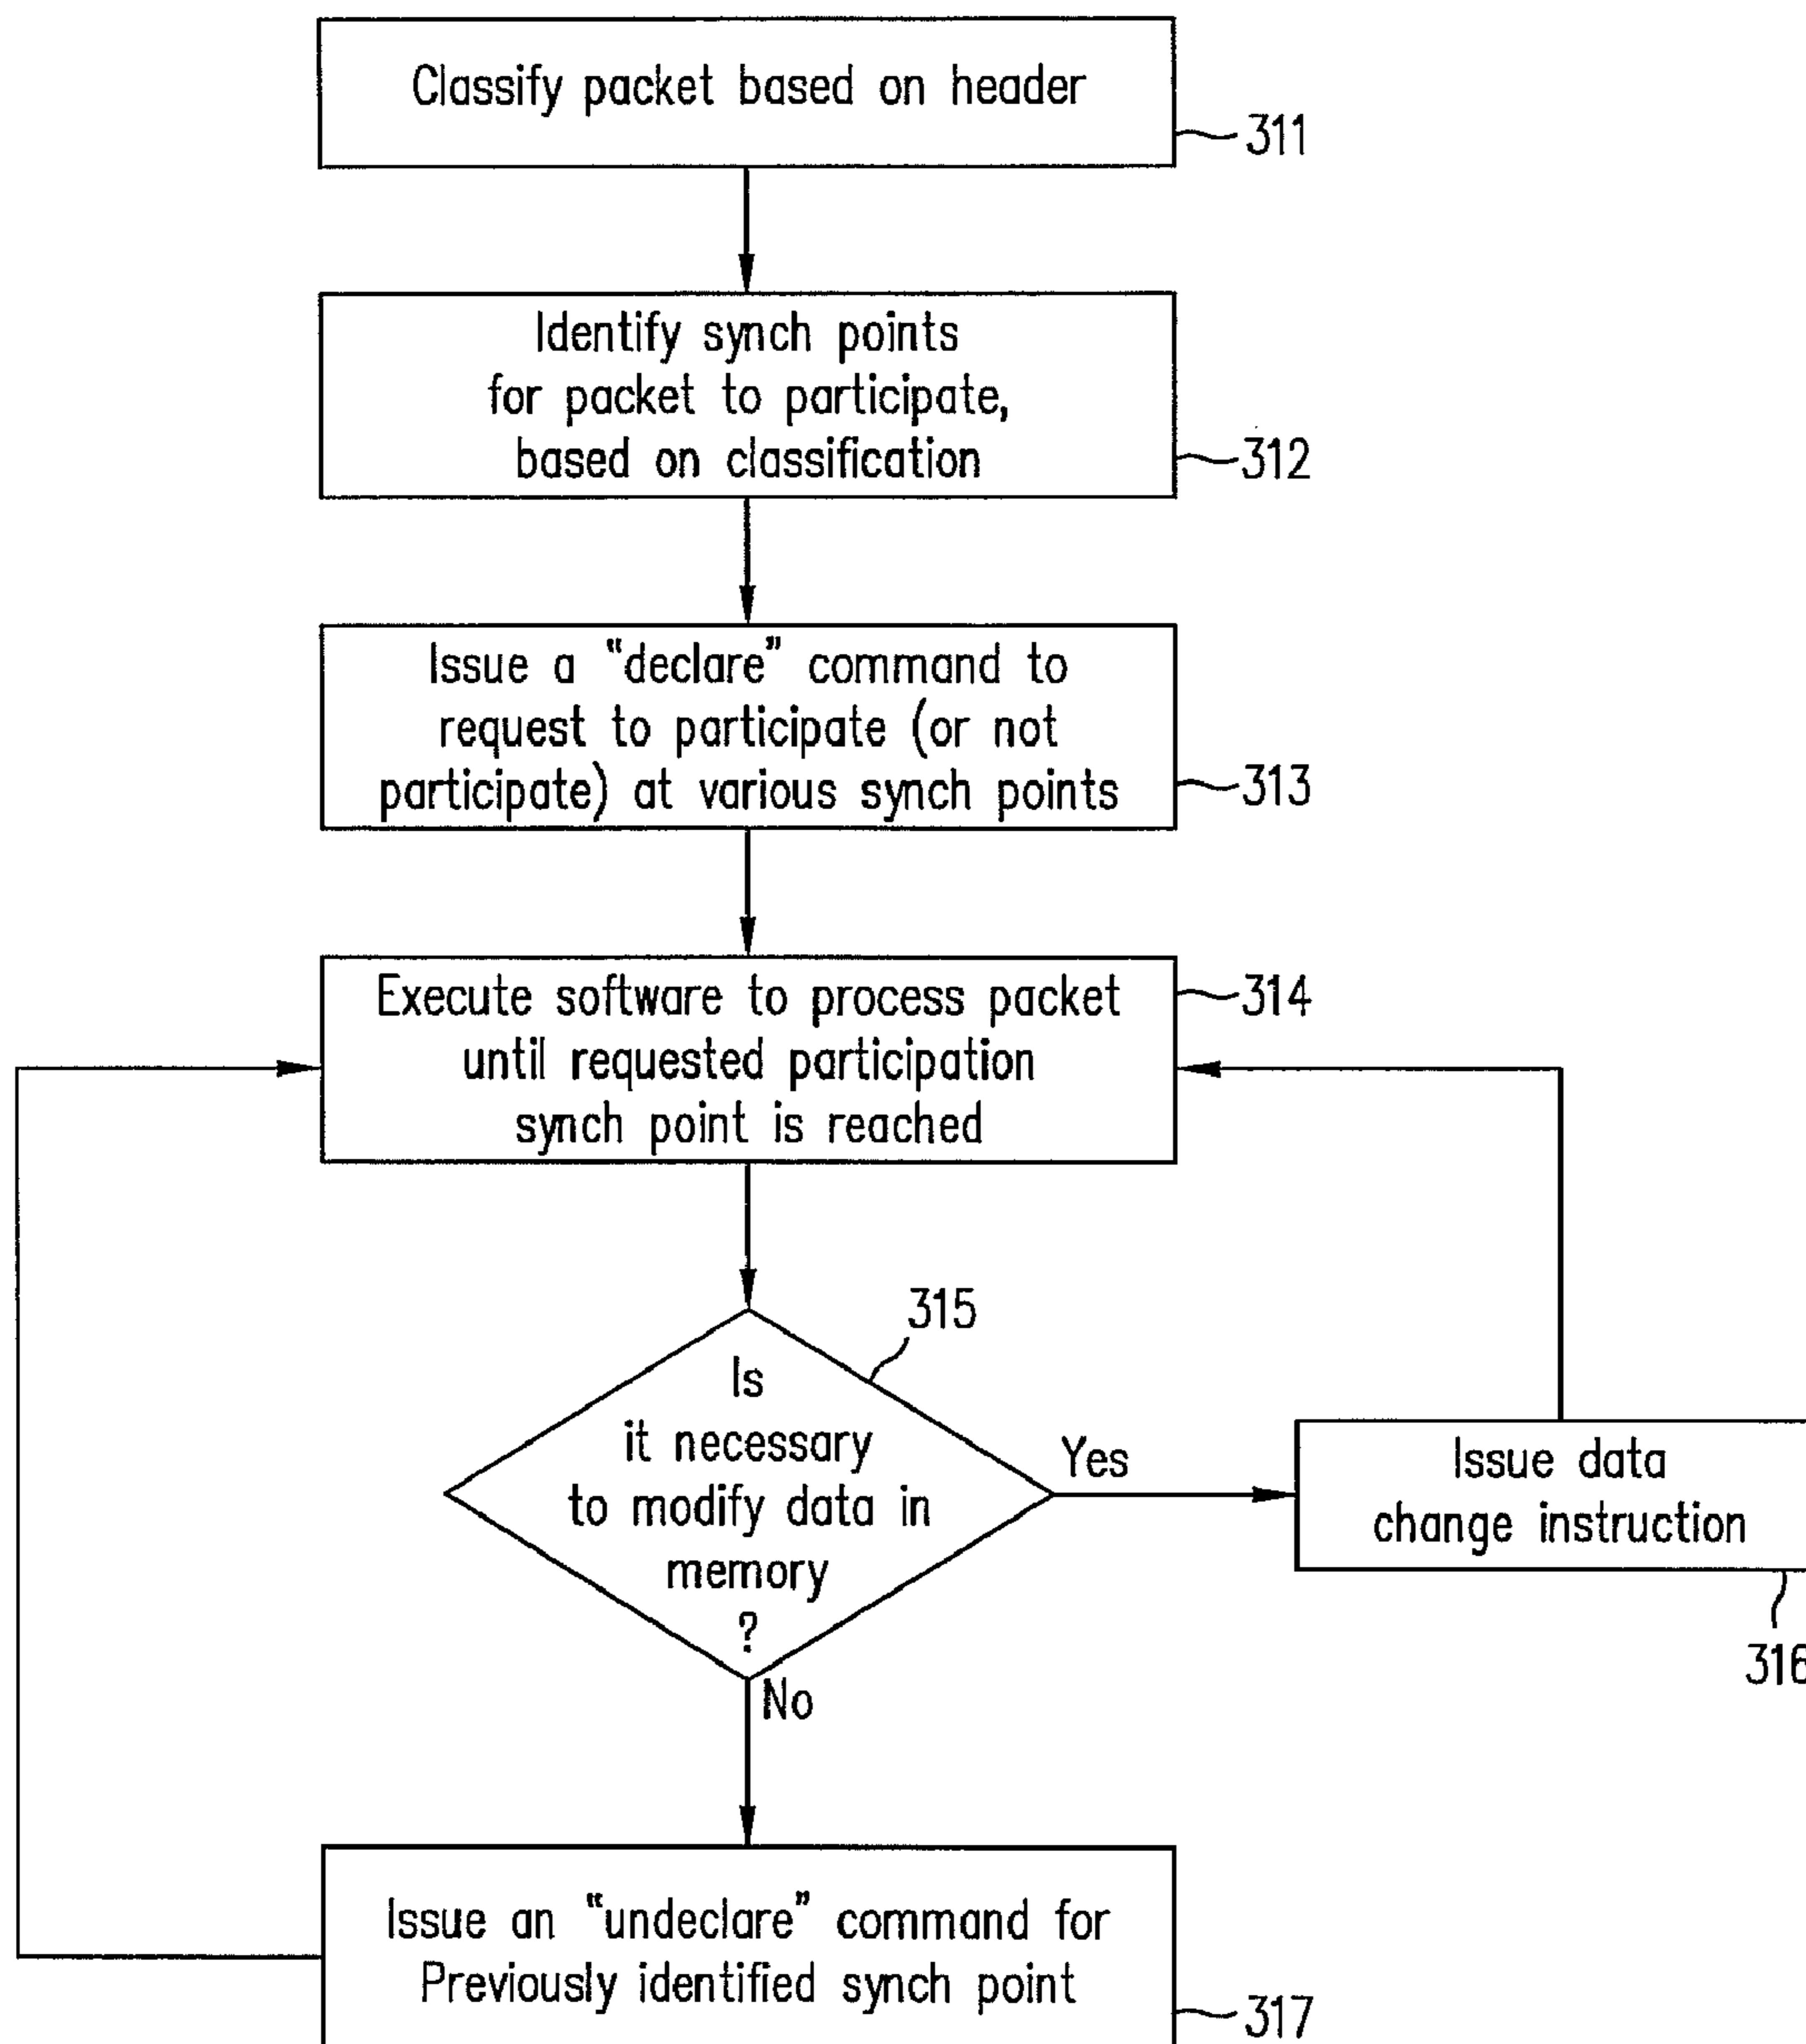 Classify packet based on header
311
Identify synch points
for packet to participate,
based on classification
312
Issue a “declare” command to
request to participate (or not
participate) at various synch points
313
Execute software to process packet
until requested participation
synch point is reached
314
315
Is
it necessary
to modify data in
memory
?
Yes
Issue data
change instruction
316
No
Issue an “undeclare” command for
Previously identified synch point
317